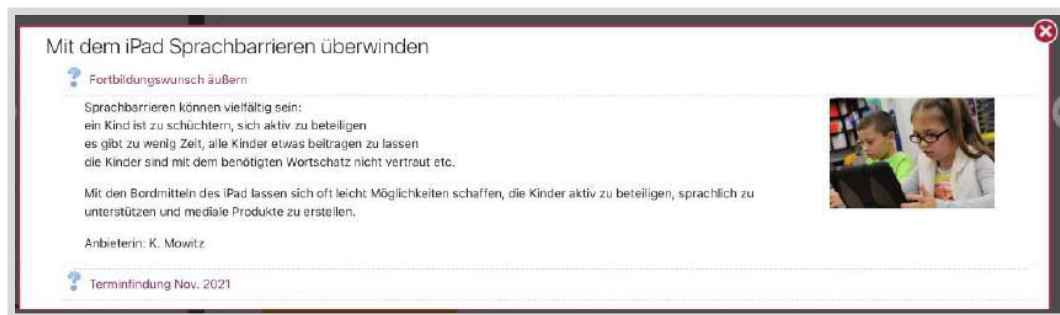 Mit dem iPad Sprachbarrieren überwinden
Fortbildungswunsch äußern
Sprachbarrieren können vielfältig sein:
ein Kind ist zu schüchtern, sich aktiv zu beteiligen
es gibt zu wenig Zeit, alle Kinder etwas beitragen zu lassen
die Kinder sind mit dem benötigten Wortschatz nicht vertraut etc.
Mit den Bordmitteln des iPad lassen sich oft leicht Möglichkeiten schaffen, die Kinder aktiv zu beteiligen, sprachlich zu
unterstützen und mediale Produkte zu erstellen.
Anbieterin: K. Mowitz
Terminfindung Nov. 2021